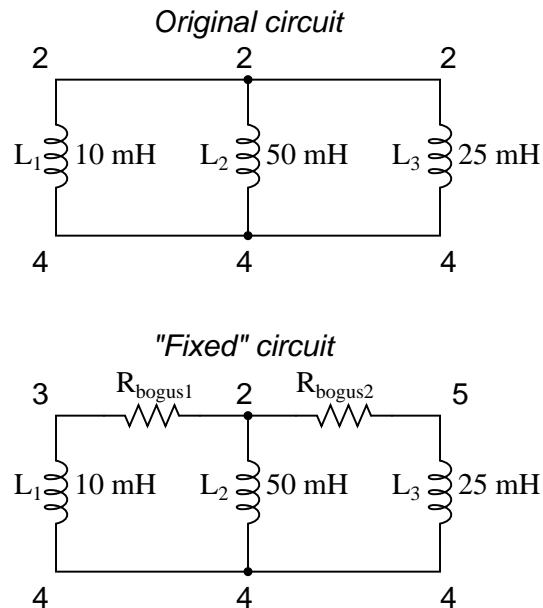 Original circuit
2 2 2
L1 10 mH L2 50 mH L3 25 mH
4 4 4
"Fixed" circuit
Rbogus1 Rbogus2
3 2 5
L1 10 mH L2 50 mH L3 25 mH
4 4 4